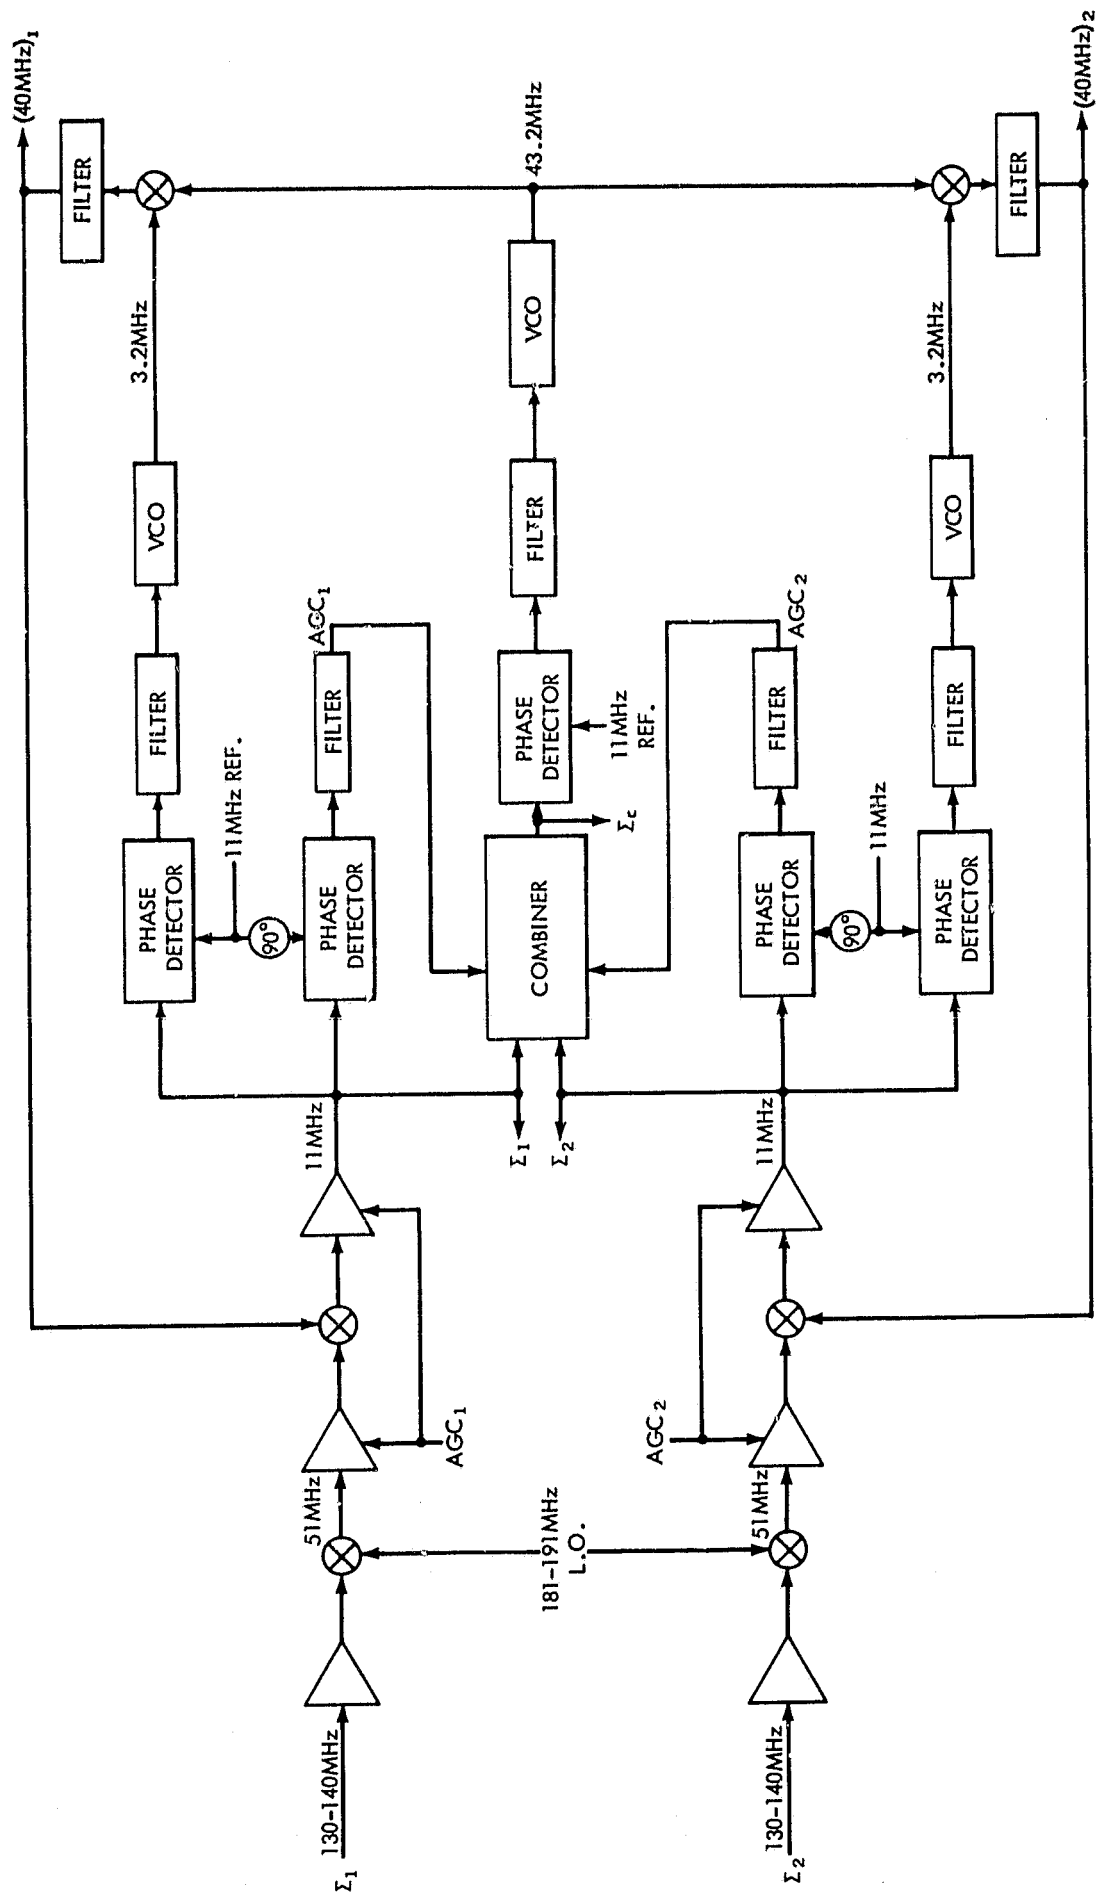 (40MHz)1
FILTER
3.2MHz
VCO
FILTER
PHASE
DETECTOR
11MHz REF.
90°
PHASE
DETECTOR
FILTER
AGC1
11MHz
AGC1
51MHz
130-140MHz
Σ1
43.2MHz
VCO
FILTER
PHASE
DETECTOR
11MHz
REF.
Σc
COMBINER
Σ1
Σ2
181-191MHz
L.O.
AGC2
FILTER
PHASE
DETECTOR
90°
11MHz
11MHz
AGC2
51MHz
130-140MHz
Σ2
PHASE
DETECTOR
FILTER
VCO
3.2MHz
FILTER
(40MHz)2